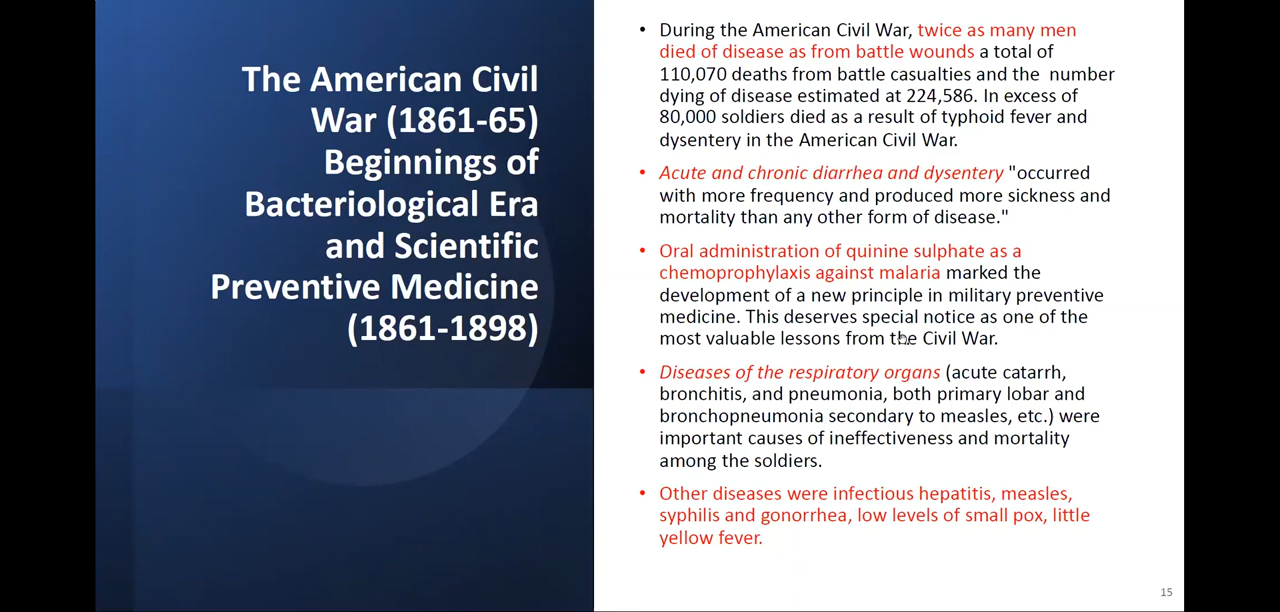 The American Civil
War (1861-65)
Beginnings of
Bacteriological Era
and Scientific
Preventive Medicine
(1861-1898)
• During the American Civil War, twice as many men
died of disease as from battle wounds a total of
110,070 deaths from battle casualties and the number
dying of disease estimated at 224,586. In excess of
80,000 soldiers died as a result of typhoid fever and
dysentery in the American Civil War.
• Acute and chronic diarrhea and dysentery "occurred
with more frequency and produced more sickness and
mortality than any other form of disease."
• Oral administration of quinine sulphate as a
chemoprophylaxis against malaria marked the
development of a new principle in military preventive
medicine. This deserves special notice as one of the
most valuable lessons from the Civil War.
• Diseases of the respiratory organs (acute catarrh,
bronchitis, and pneumonia, both primary lobar and
bronchopneumonia secondary to measles, etc.) were
important causes of ineffectiveness and mortality
among the soldiers.
• Other diseases were infectious hepatitis, measles,
syphilis and gonorrhea, low levels of small pox, little
yellow fever.
15